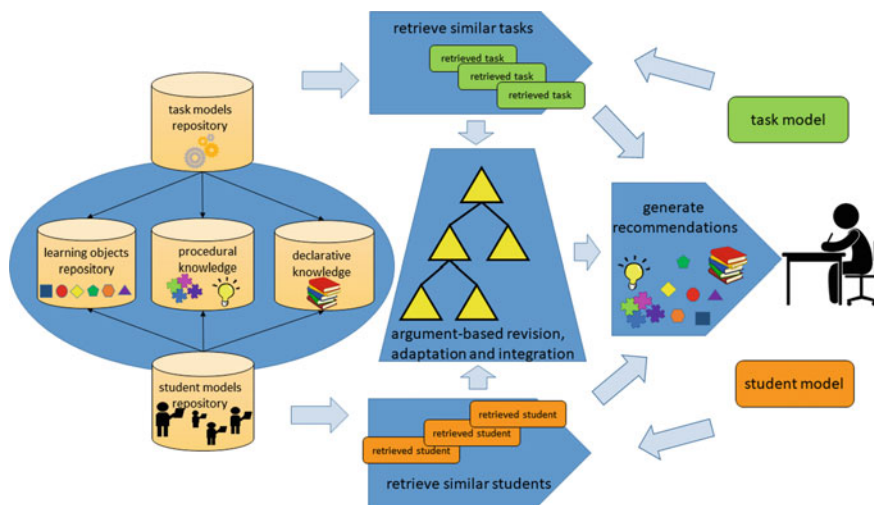 retrieve similar tasks
retrieved task
retrieved task
retrieved task
task models
repository
task model
learning objects
repository
procedural
knowledge
declarative
knowledge
generate
recommendations
argument-based revision,
adaptation and integration
student models
repository
student model
retrieved student
retrieved student
retrieved student
retrieve similar students